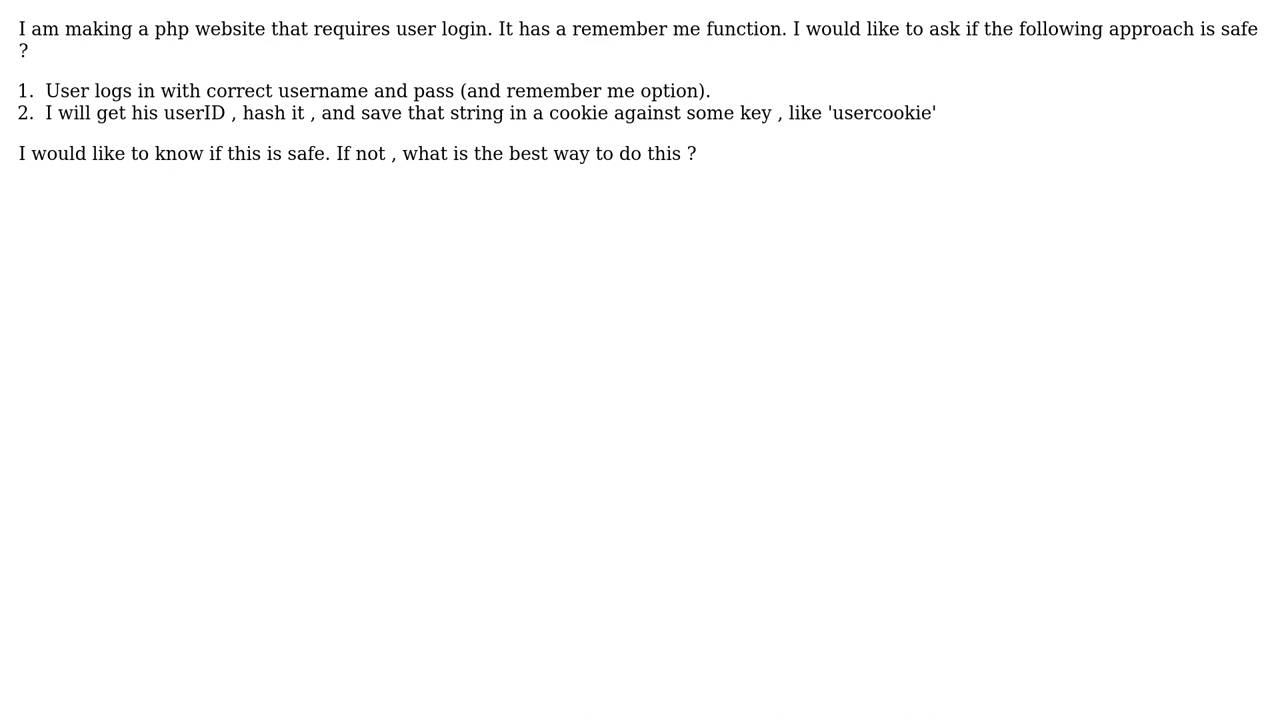 I am making a php website that requires user login. It has a remember me function. I would like to ask if the following approach is safe
?
1. User logs in with correct username and pass (and remember me option).
2. I will get his userID , hash it , and save that string in a cookie against some key , like 'usercookie'
I would like to know if this is safe. If not , what is the best way to do this ?